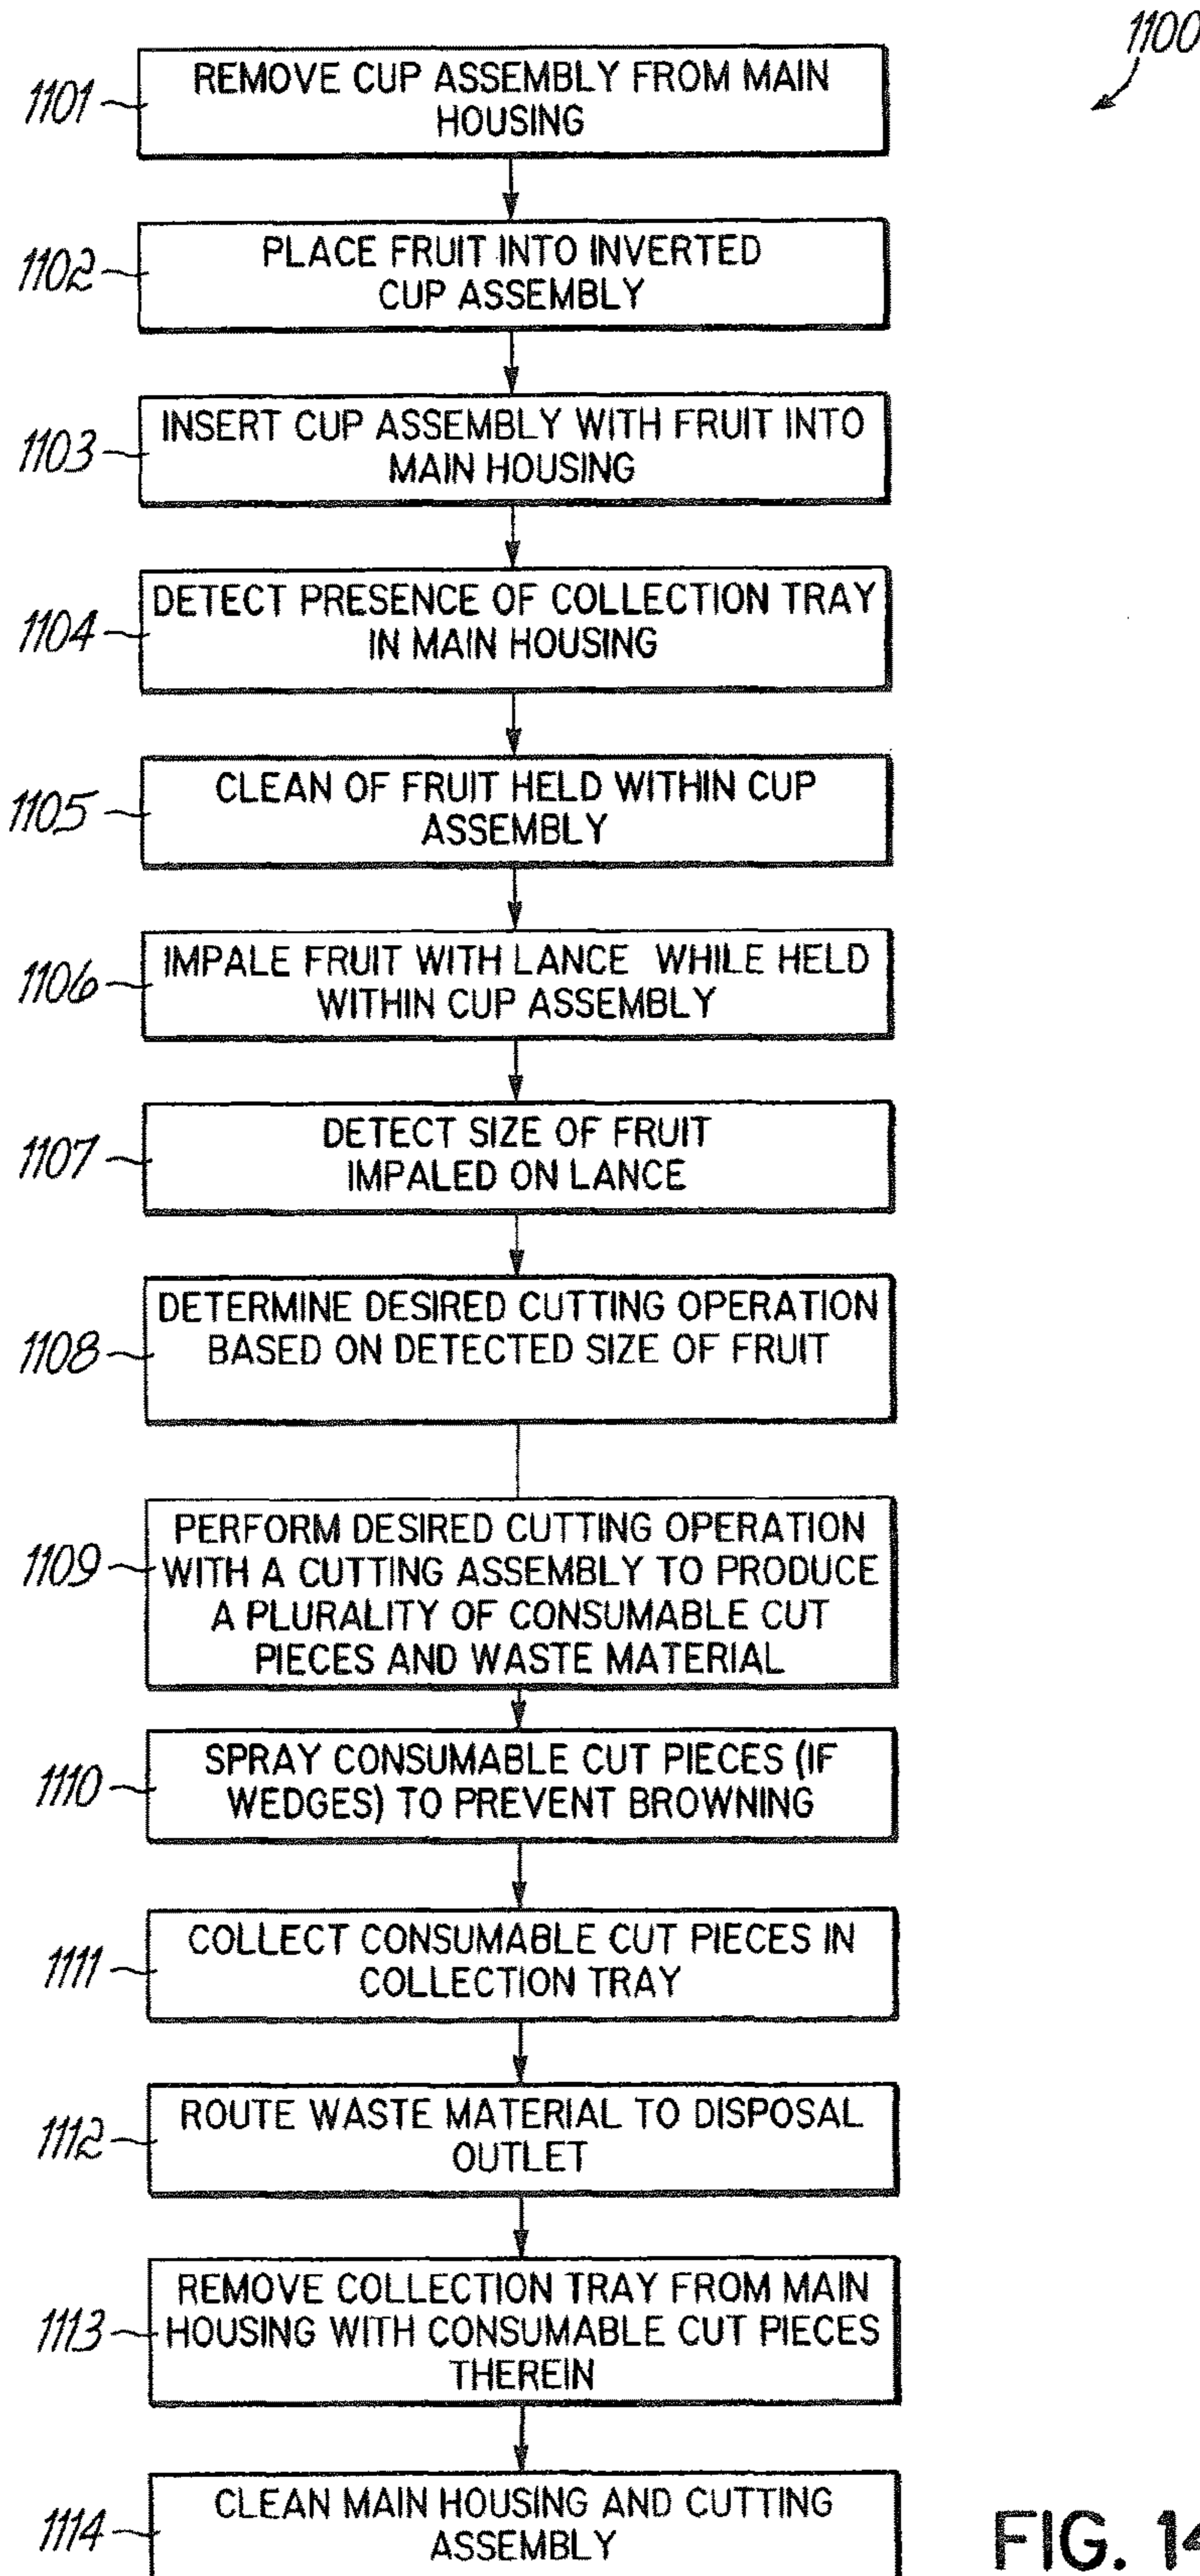 1100
1101
REMOVE CUP ASSEMBLY FROM MAIN
HOUSING
1102
PLACE FRUIT INTO INVERTED
CUP ASSEMBLY
1103
INSERT CUP ASSEMBLY WITH FRUIT INTO
MAIN HOUSING
1104
DETECT PRESENCE OF COLLECTION TRAY
IN MAIN HOUSING
1105
CLEAN OF FRUIT HELD WITHIN CUP
ASSEMBLY
1106
IMPALE FRUIT WITH LANCE WHILE HELD
WITHIN CUP ASSEMBLY
1107
DETECT SIZE OF FRUIT
IMPALED ON LANCE
1108
DETERMINE DESIRED CUTTING OPERATION
BASED ON DETECTED SIZE OF FRUIT
1109
PERFORM DESIRED CUTTING OPERATION
WITH A CUTTING ASSEMBLY TO PRODUCE
A PLURALITY OF CONSUMABLE CUT
PIECES AND WASTE MATERIAL
1110
SPRAY CONSUMABLE CUT PIECES (IF
WEDGES) TO PREVENT BROWNING
1111
COLLECT CONSUMABLE CUT PIECES IN
COLLECTION TRAY
1112
ROUTE WASTE MATERIAL TO DISPOSAL
OUTLET
1113
REMOVE COLLECTION TRAY FROM MAIN
HOUSING WITH CONSUMABLE CUT PIECES
THEREIN
1114
CLEAN MAIN HOUSING AND CUTTING
ASSEMBLY
FIG. 14